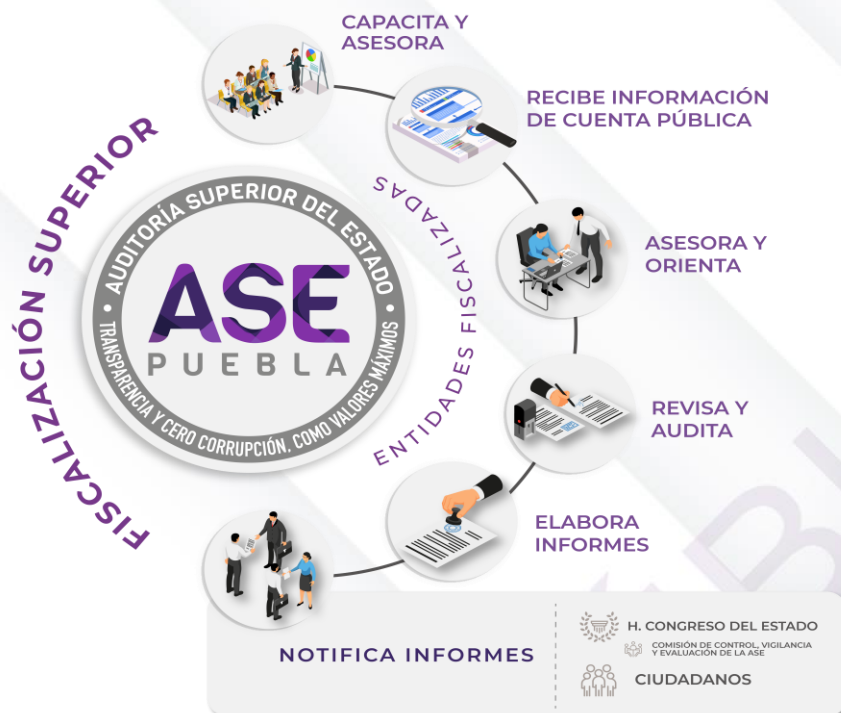 CAPACITA Y
ASESORA
RECIBE INFORMACIÓN
DE CUENTA PÚBLICA
ASESORA Y
ORIENTA
REVISA Y
AUDITA
ELABORA
INFORMES
FISCALIZACIÓN SUPERIOR
AUDITORÍA SUPERIOR DEL ESTADO
ASE
PUEBLA
TRANSPARENCIA Y CERO CORRUPCIÓN, COMO VALORES MÁXIMOS
ENTIDADES FISCALIZADAS
NOTIFICA INFORMES
H. CONGRESO DEL ESTADO
COMISIÓN DE CONTROL, VIGILANCIA
Y EVALUACIÓN DE LA ASE
CIUDADANOS